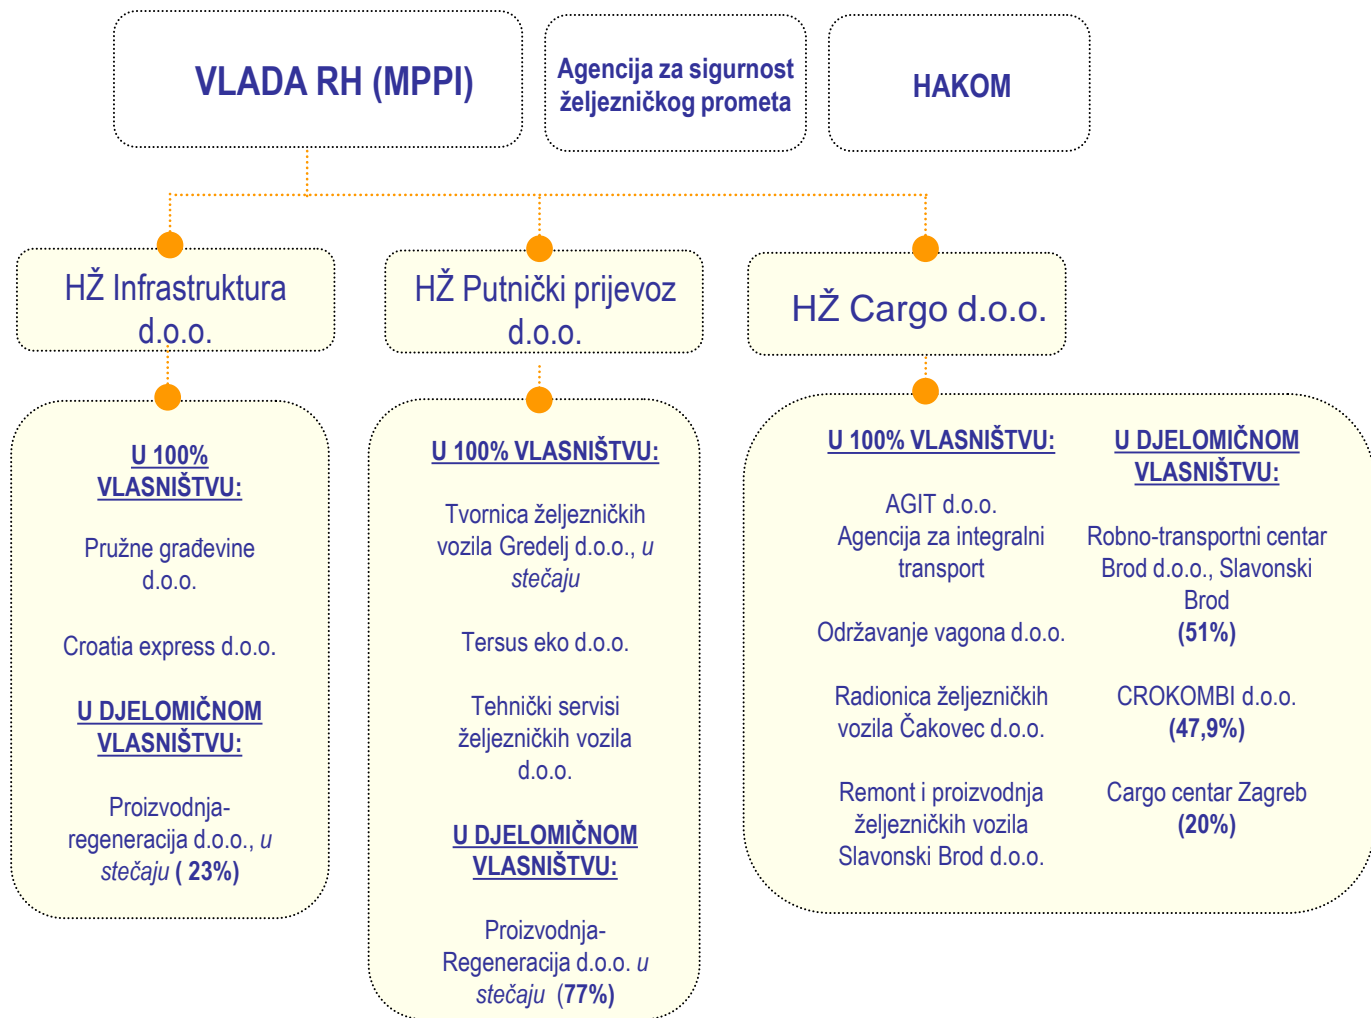 VLADA RH (MPPI)
Agencija za sigurnost
željezničkog prometa
HAKOM
HŽ Infrastruktura
d.o.o.
HŽ Putnički prijevoz
d.o.o.
HŽ Cargo d.o.o.
U 100%
VLASNIŠTVU:
Pružne građevine
d.o.o.
Croatia express d.o.o.
U DJELOMIČNOM
VLASNIŠTVU:
Proizvodnja-
regeneracija d.o.o., u
stečaju ( 23%)
U 100% VLASNIŠTVU:
Tvornica željezničkih
vozila Gredelj d.o.o., u
stečaju
Tersus eko d.o.o.
Tehnički servisi
željezničkih vozila
d.o.o.
U DJELOMIČNOM
VLASNIŠTVU:
Proizvodnja-
Regeneracija d.o.o. u
stečaju (77%)
U 100% VLASNIŠTVU:
AGIT d.o.o.
Agencija za integralni
transport
Održavanje vagona d.o.o.
Radionica željezničkih
vozila Čakovec d.o.o.
Remont i proizvodnja
željezničkih vozila
Slavonski Brod d.o.o.
U DJELOMIČNOM
VLASNIŠTVU:
Robno-transportni centar
Brod d.o.o., Slavonski
Brod
(51%)
CROKOMBI d.o.o.
(47,9%)
Cargo centar Zagreb
(20%)